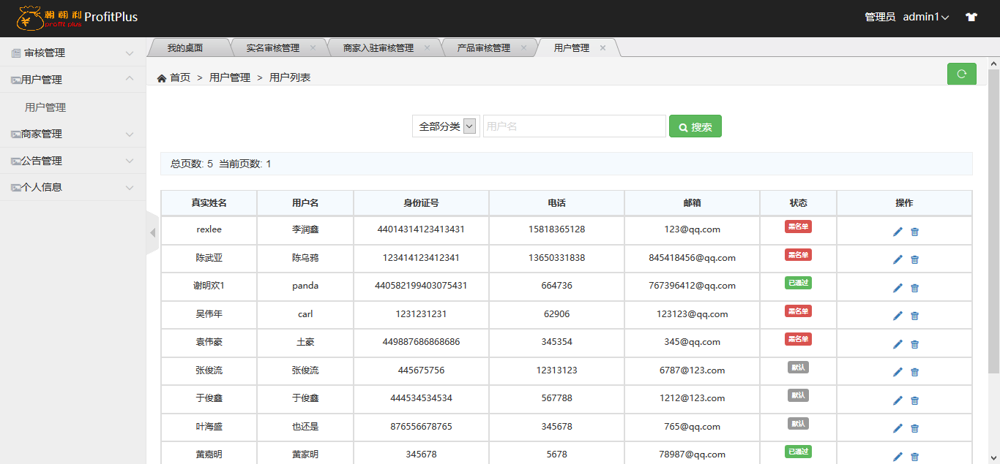 朝朝利 ProfitPlus
profit plus
管理员 admin1
审核管理
用户管理
用户管理
商家管理
公告管理
个人信息
我的桌面 实名审核管理 × 商家入驻审核管理 × 产品审核管理 × 用户管理 ×
首页 > 用户管理 > 用户列表
全部分类 用户名 搜索
总页数: 5 当前页数: 1
真实姓名 用户名 身份证号 电话 邮箱 状态 操作
rexlee 李润鑫 44014314123413431 15818365128 123@qq.com 黑名单
陈武亚 陈乌鸦 123414123412341 13650331838 845418456@qq.com 黑名单
谢明欢1 panda 440582199403075431 664736 767396412@qq.com 已通过
吴伟年 carl 1231231231 62906 123123@qq.com 黑名单
袁伟豪 土豪 449887686868686 345354 345@qq.com 黑名单
张俊流 张俊流 445675756 12313123 6787@123.com 默认
于俊鑫 于俊鑫 444534534534 567788 1212@123.com 默认
叶海盛 也还是 876556678765 345678 765@qq.com 默认
黄嘉明 黄家明 345678 5678 78987@qq.com 已通过